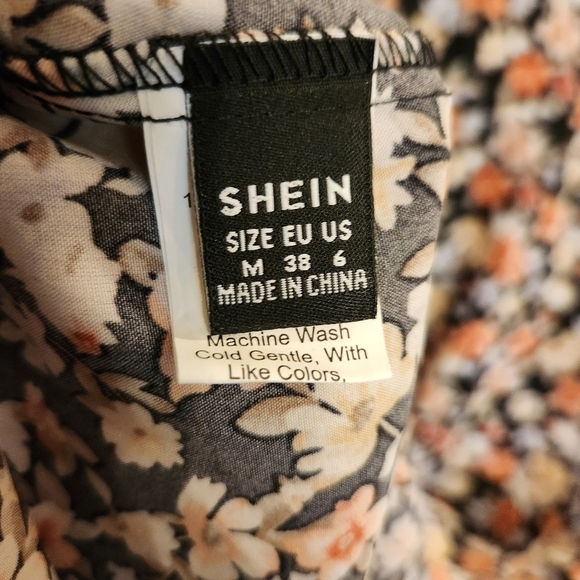 SHEIN
SIZE EU US
M 38 6
MADE IN CHINA
Machine Wash
Cold Gentle, With
Like Colors,